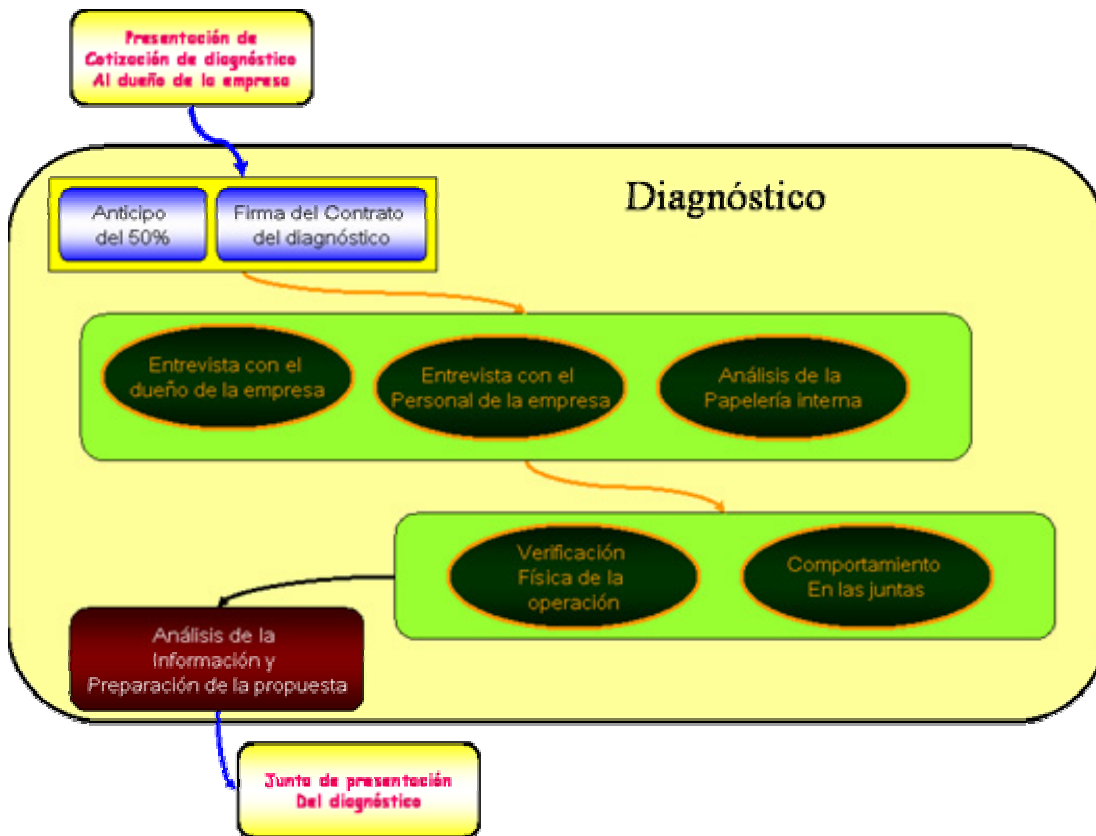 Presentación de
Cotización de diagnóstico
Al dueño de la empresa
Diagnóstico
Anticipo
del 50%
Firma del Contrato
del diagnóstico
Entrevista con el
dueño de la empresa
Entrevista con el
Personal de la empresa
Análisis de la
Papelería interna
Verificación
Física de la
operación
Comportamiento
En las juntas
Análisis de la
Información y
Preparación de la propuesta
Junta de presentación
Del diagnóstico